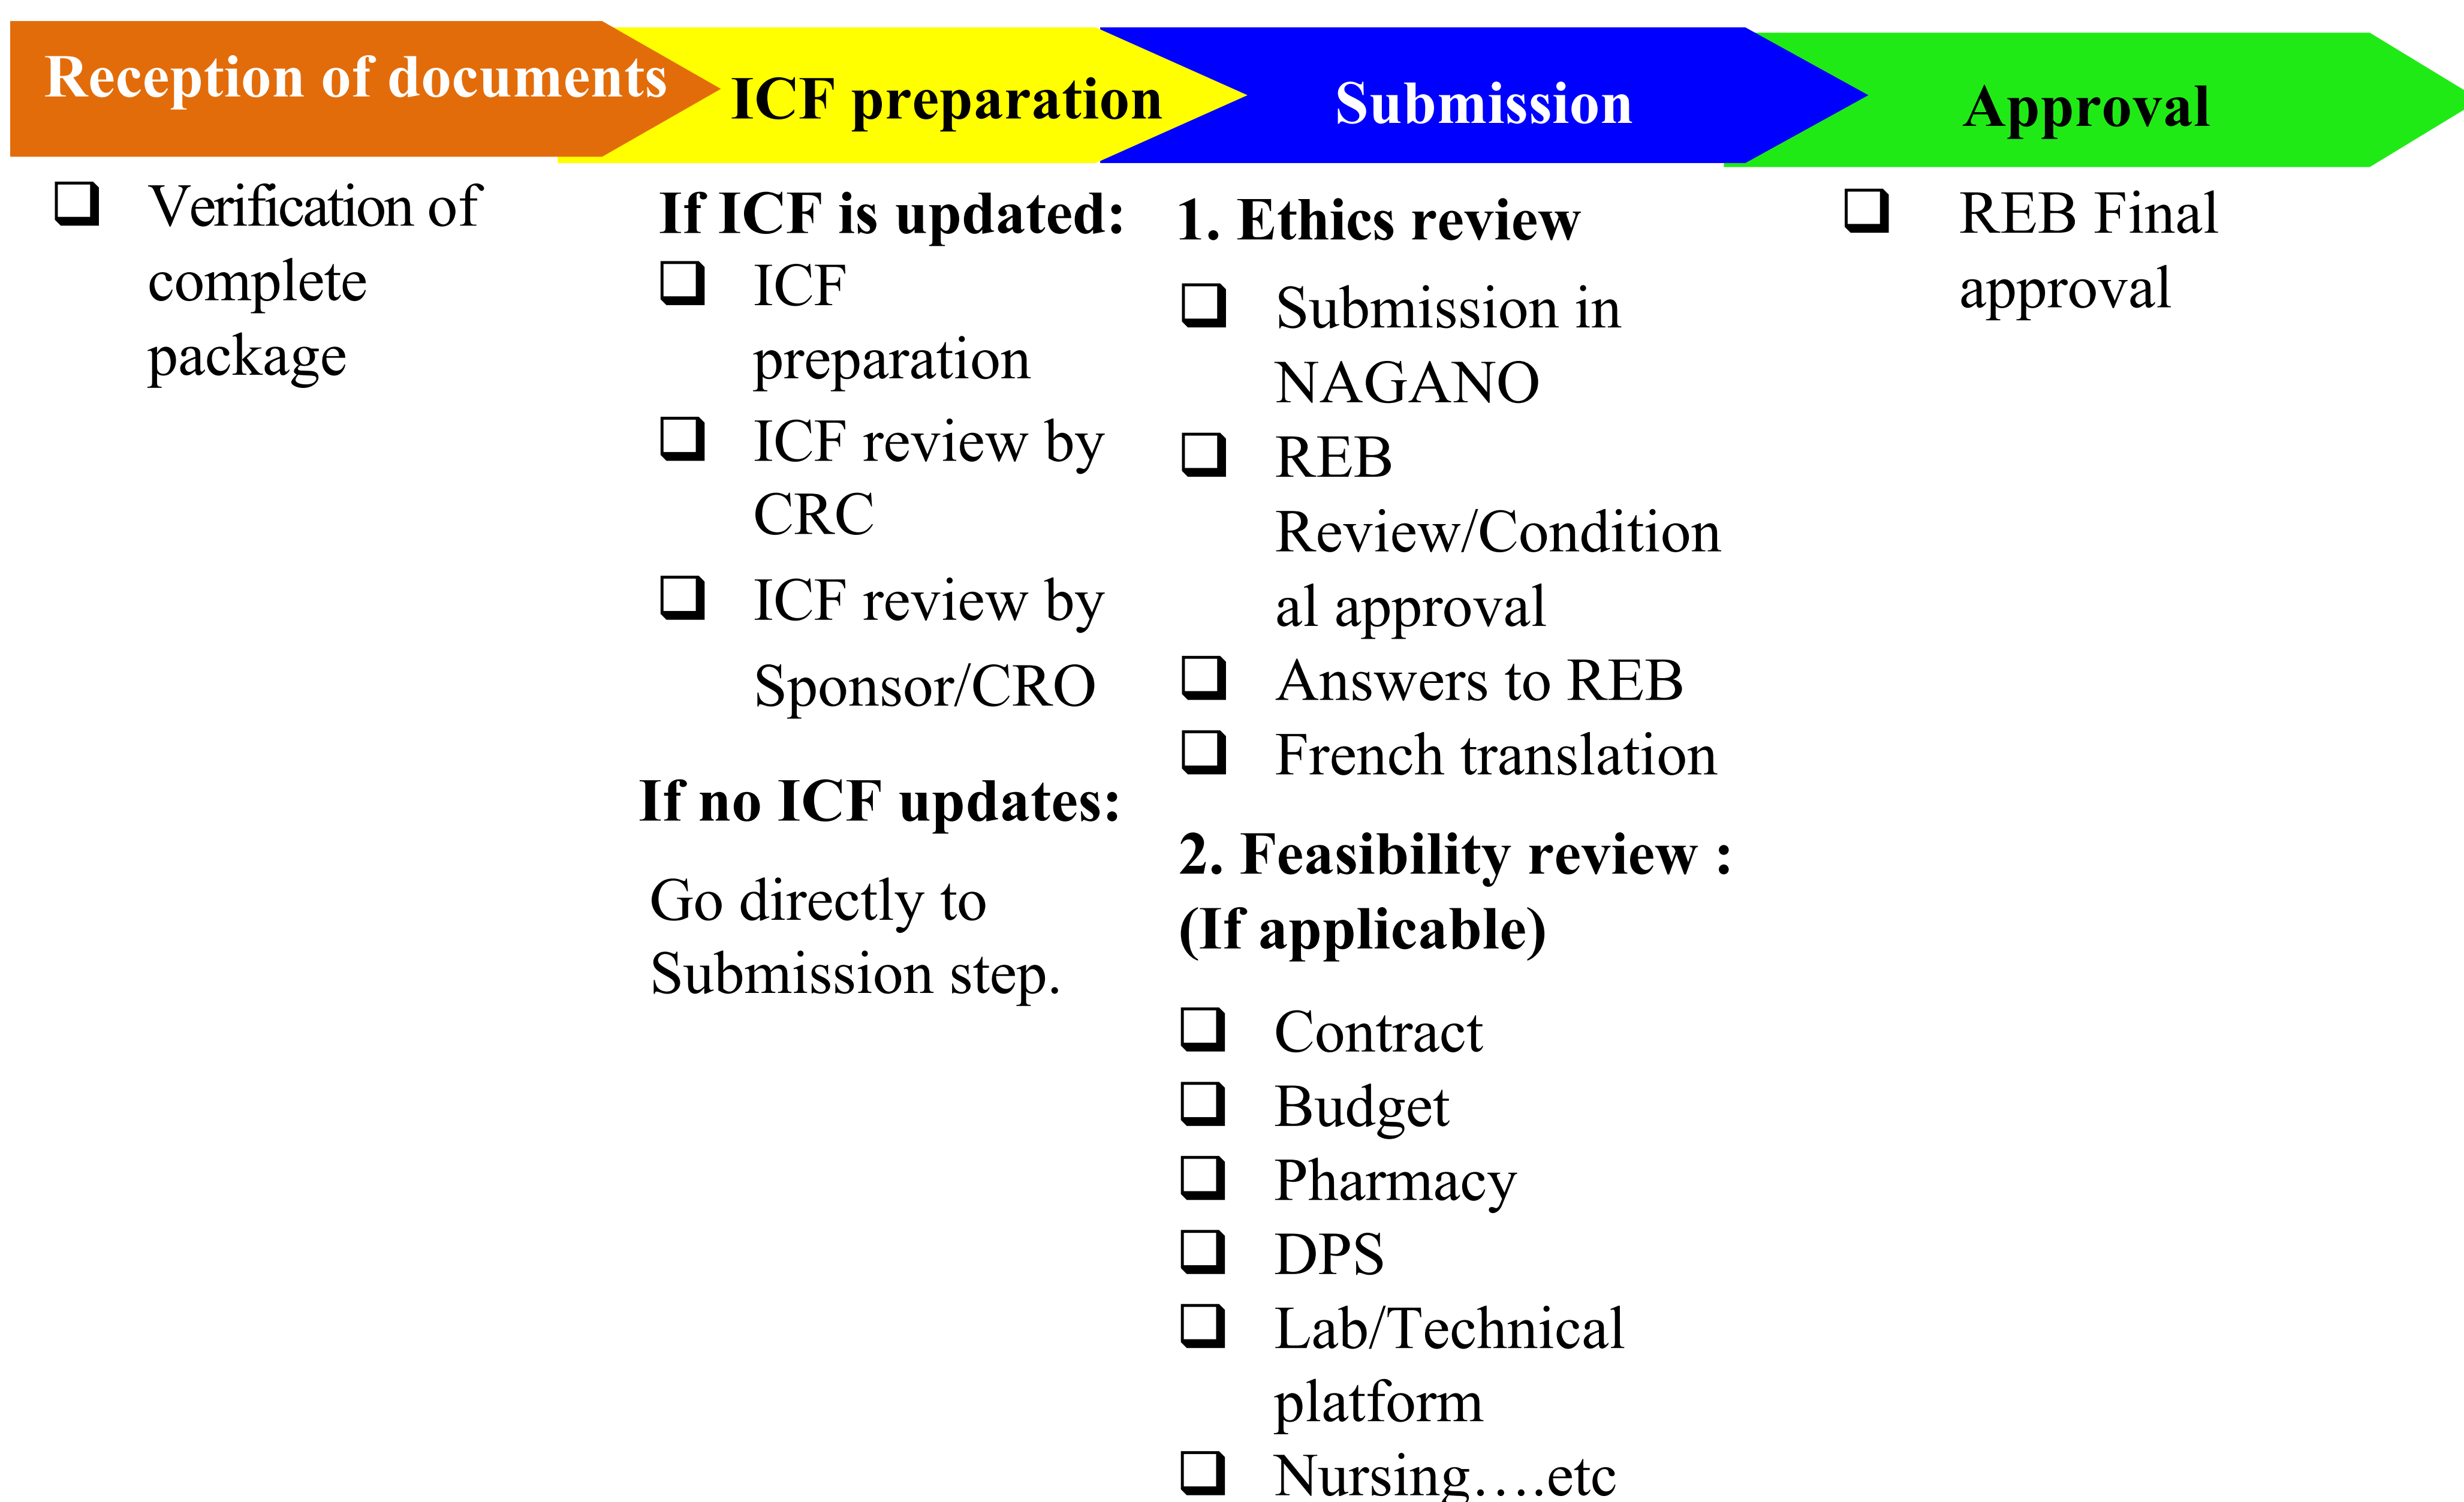 Reception of documents
ICF preparation
Submission
Approval
Verification of
complete
package
If ICF is updated:
ICF
preparation
ICF review by
CRC
ICF review by
Sponsor/CRO
If no ICF updates:
Go directly to
Submission step.
1. Ethics review
Submission in
NAGANO
REB
Review/Condition
al approval
Answers to REB
French translation
2. Feasibility review :
(If applicable)
Contract
Budget
Pharmacy
DPS
Lab/Technical
platform
Nursing….etc
REB Final
approval